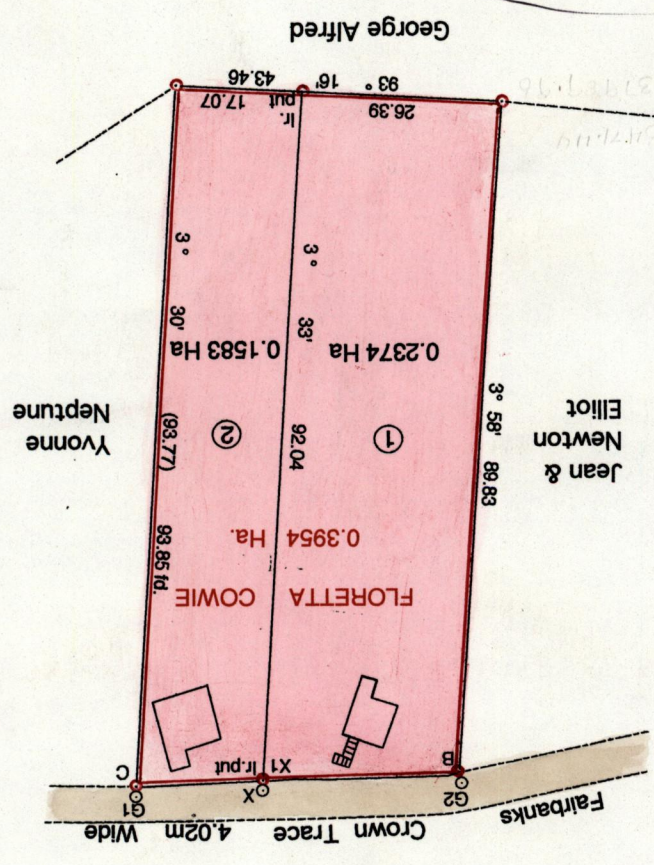 Fairbanks
Crown Trace 4.02m Wide
G2
X
G1
B
X1 Ir.put
C
FLORETTA COWIE
0.3954 Ha.
Jean &
Newton
Elliot
1
2
Yvonne
Neptune
0.2374 Ha
0.1583 Ha
3° 58' 89.83
3° 33' 92.04
3° 30' (93.77) 93.85 fd.
26.39
Ir.
put
17.07
93° 16' 43.46
George Alfred